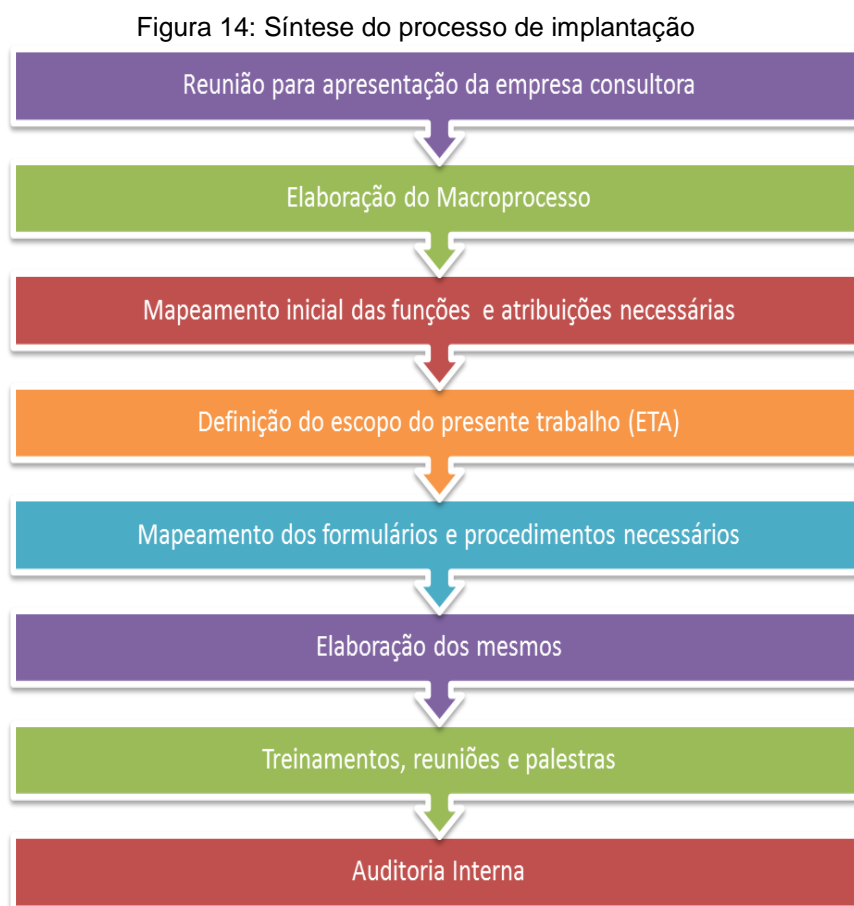 Figura 14: Síntese do processo de implantação
Reunião para apresentação da empresa consultora
Elaboração do Macroprocesso
Mapeamento inicial das funções e atribuições necessárias
Definição do escopo do presente trabalho (ETA)
Mapeamento dos formulários e procedimentos necessários
Elaboração dos mesmos
Treinamentos, reuniões e palestras
Auditoria Interna